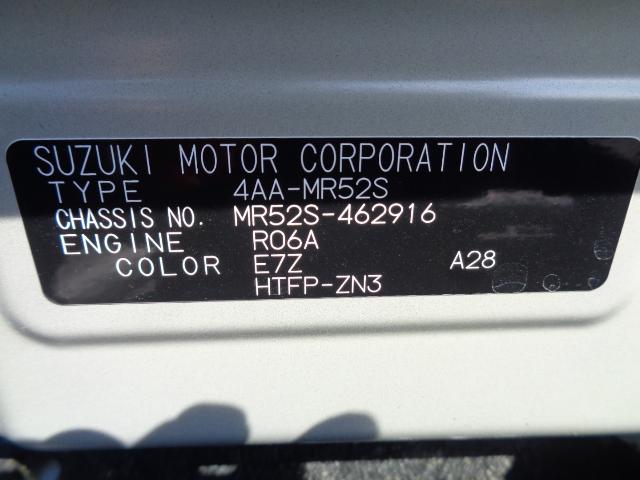 SUZUKI MOTOR CORPORATION
TYPE 4AA-MR52S
CHASSIS NO. MR52S-462916
ENGINE R06A
COLOR E7Z A28
HTFP-ZN3